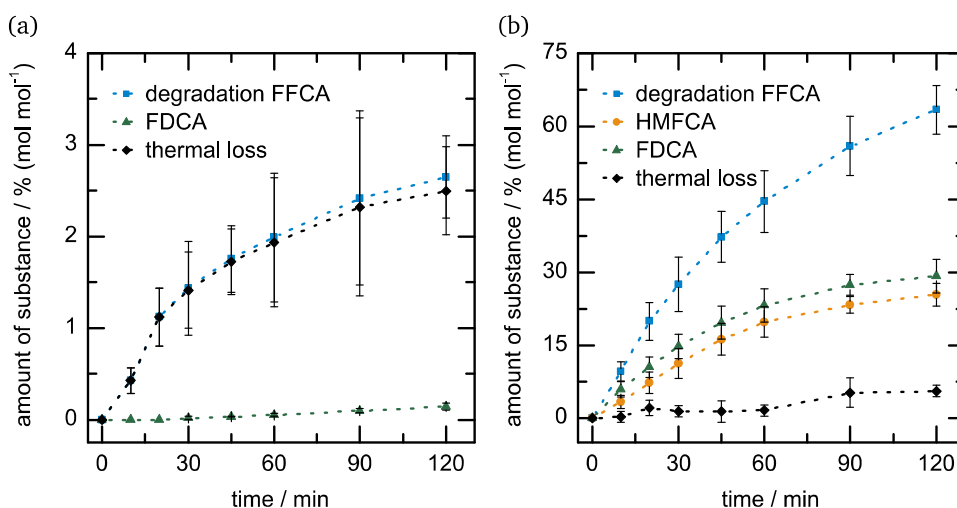 (a)
amount of substance / % (mol mol⁻¹)
4
3
2
1
0
degradation FFCA
FDCA
thermal loss
0 30 60 90 120
time / min
(b)
amount of substance / % (mol mol⁻¹)
75
60
45
30
15
0
degradation FFCA
HMFCA
FDCA
thermal loss
0 30 60 90 120
time / min